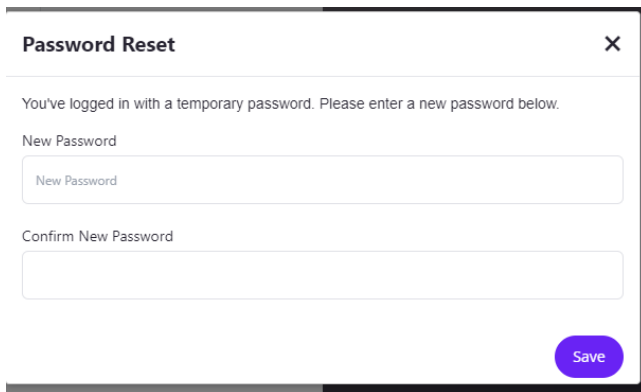 Password Reset
You've logged in with a temporary password. Please enter a new password below.
New Password
New Password
Confirm New Password
Save